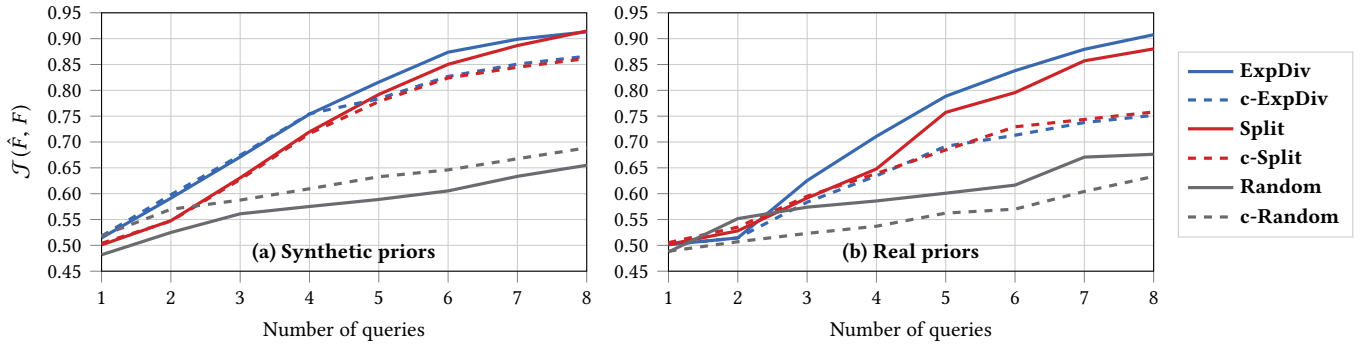 0.95
0.90
0.85
0.80
0.75
0.70
0.65
0.60
0.55
0.50
0.45
𝒥(F̂, F)
(a) Synthetic priors
1 2 3 4 5 6 7 8
Number of queries
0.95
0.90
0.85
0.80
0.75
0.70
0.65
0.60
0.55
0.50
0.45
(b) Real priors
1 2 3 4 5 6 7 8
Number of queries
ExpDiv
c-ExpDiv
Split
c-Split
Random
c-Random